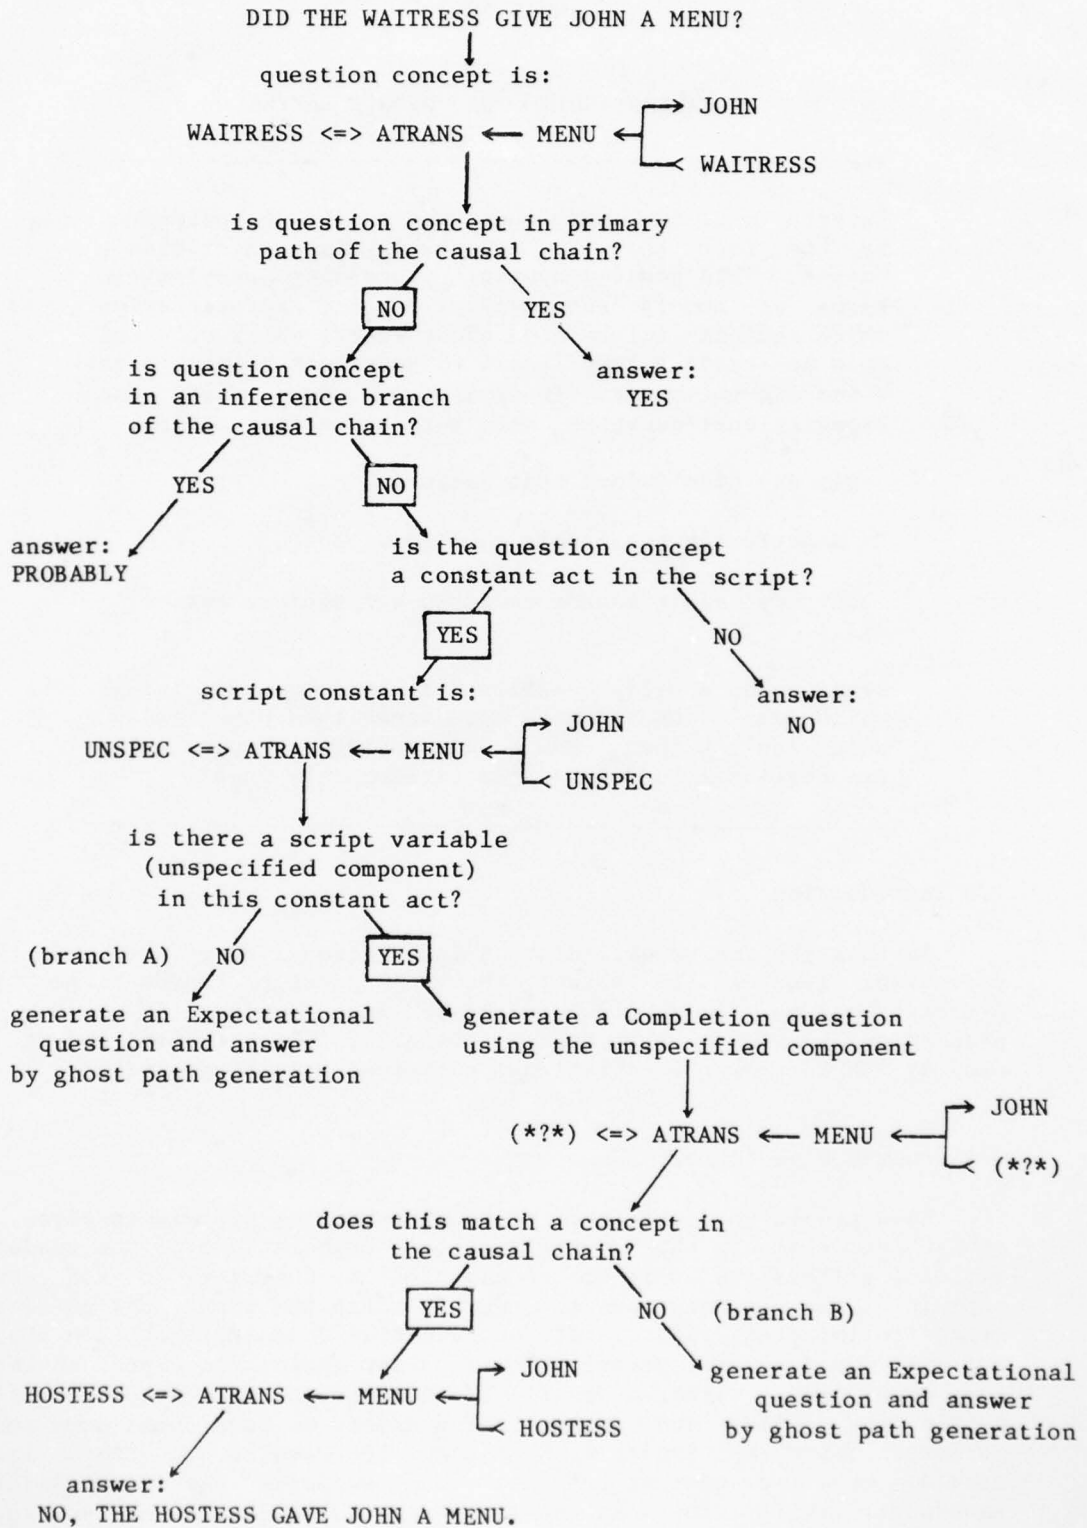 DID THE WAITRESS GIVE JOHN A MENU?
question concept is:
JOHN
WAITRESS <=> ATRANS ← MENU
WAITRESS
is question concept in primary
path of the causal chain?
NO
YES
is question concept
in an inference branch
of the causal chain?
answer:
YES
YES
NO
answer:
PROBABLY
is the question concept
a constant act in the script?
YES
NO
script constant is:
answer:
NO
JOHN
UNSPEC <=> ATRANS ← MENU
UNSPEC
is there a script variable
(unspecified component)
in this constant act?
(branch A) NO
YES
generate an Expectational
question and answer
by ghost path generation
generate a Completion question
using the unspecified component
JOHN
(*?*) <=> ATRANS ← MENU
(*?*)
does this match a concept in
the causal chain?
YES
NO (branch B)
generate an Expectational
question and answer
by ghost path generation
JOHN
HOSTESS <=> ATRANS ← MENU
HOSTESS
answer:
NO, THE HOSTESS GAVE JOHN A MENU.